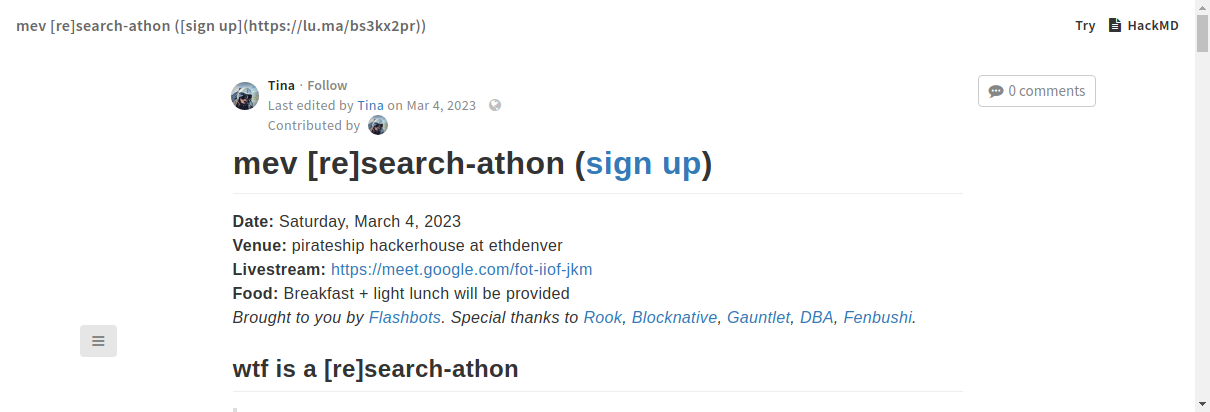 mev [re]search-athon ([sign up](https://lu.ma/bs3kx2pr))
Try HackMD
Tina · Follow
Last edited by Tina on Mar 4, 2023
Contributed by
0 comments
mev [re]search-athon (sign up)
Date: Saturday, March 4, 2023
Venue: pirateship hackerhouse at ethdenver
Livestream: https://meet.google.com/fot-iiof-jkm
Food: Breakfast + light lunch will be provided
Brought to you by Flashbots. Special thanks to Rook, Blocknative, Gauntlet, DBA, Fenbushi.
wtf is a [re]search-athon